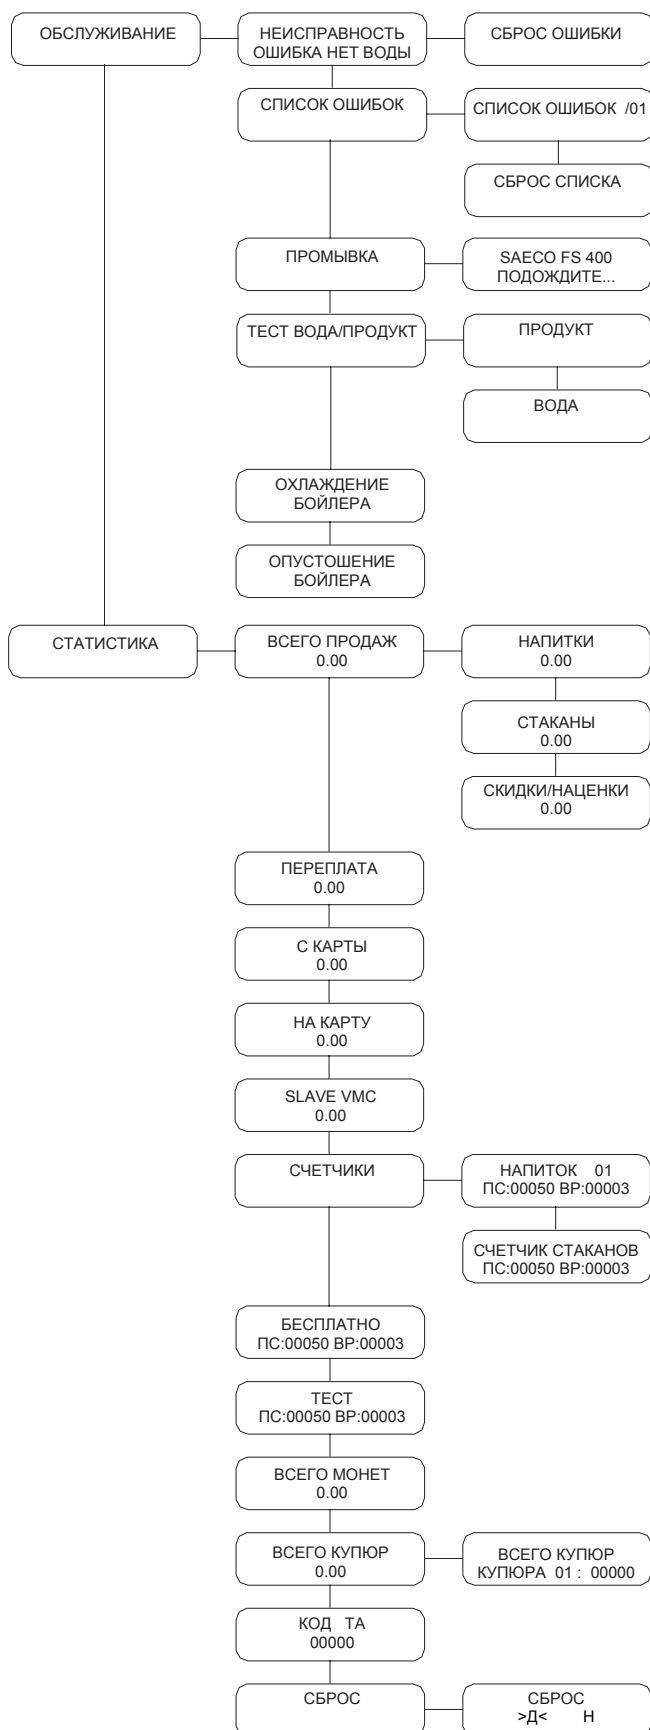 ОБСЛУЖИВАНИЕ
НЕИСПРАВНОСТЬ
ОШИБКА НЕТ ВОДЫ
СБРОС ОШИБКИ
СПИСОК ОШИБОК
СПИСОК ОШИБОК /01
СБРОС СПИСКА
ПРОМЫВКА
SAECO FS 400
ПОДОЖДИТЕ...
ТЕСТ ВОДА/ПРОДУКТ
ПРОДУКТ
ВОДА
ОХЛАЖДЕНИЕ
БОЙЛЕРА
ОПУСТОШЕНИЕ
БОЙЛЕРА
СТАТИСТИКА
ВСЕГО ПРОДАЖ
0.00
НАПИТКИ
0.00
СТАКАНЫ
0.00
СКИДКИ/НАЦЕНКИ
0.00
ПЕРЕПЛАТА
0.00
С КАРТЫ
0.00
НА КАРТУ
0.00
SLAVE VMC
0.00
СЧЕТЧИКИ
НАПИТОК 01
ПС:00050 ВР:00003
СЧЕТЧИК СТАКАНОВ
ПС:00050 ВР:00003
БЕСПЛАТНО
ПС:00050 ВР:00003
ТЕСТ
ПС:00050 ВР:00003
ВСЕГО МОНЕТ
0.00
ВСЕГО КУПЮР
0.00
ВСЕГО КУПЮР
КУПЮРА 01 : 00000
КОД ТА
00000
СБРОС
СБРОС
>Д< Н